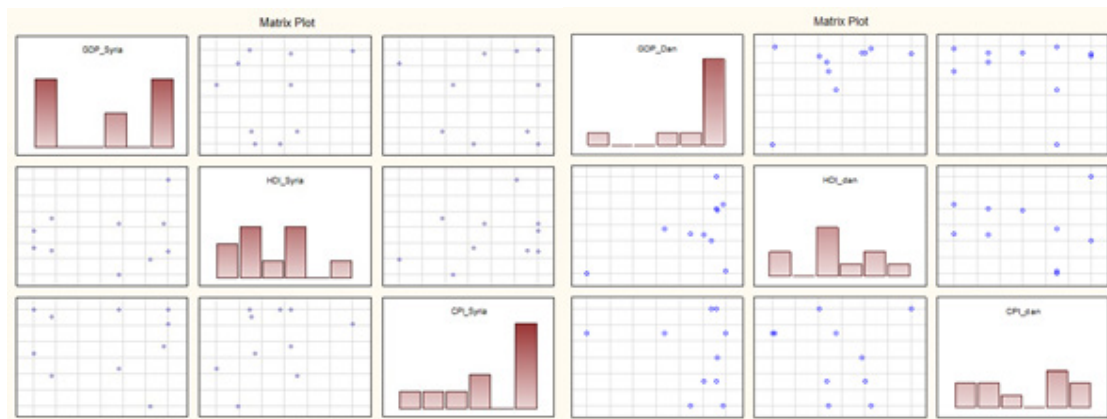 Matrix Plot
Matrix Plot
GDP_Syria
GDP_Dan
HDI_Syria
HDI_dan
CPI_Syria
CPI_dan